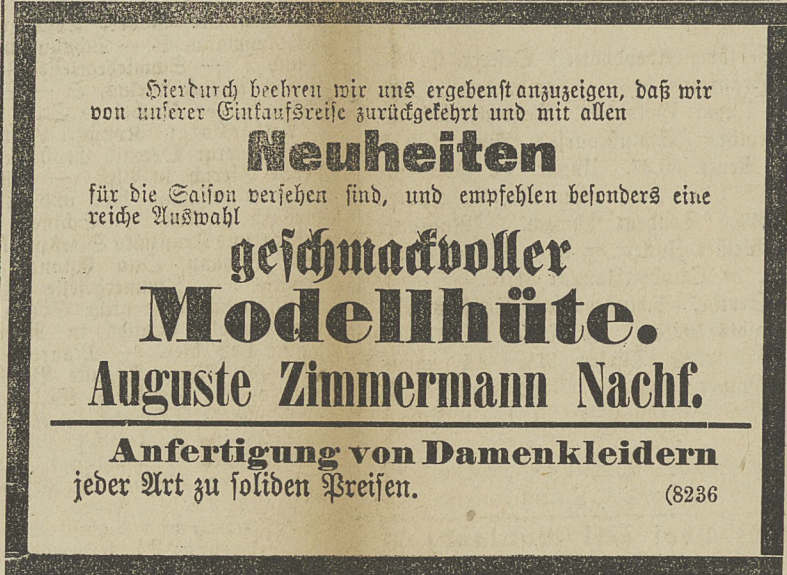 Hierdurch beehren wir uns ergebenst anzuzeigen, daß wir
von unserer Einkaufsreise zurückgekehrt und mit allen
Neuheiten
für die Saison versehen sind, und empfehlen besonders eine
reiche Auswahl
geschmackvoller
Modellhüte.
Auguste Zimmermann Nachf.
Anfertigung von Damenkleidern
jeder Art zu soliden Preisen.
(8236